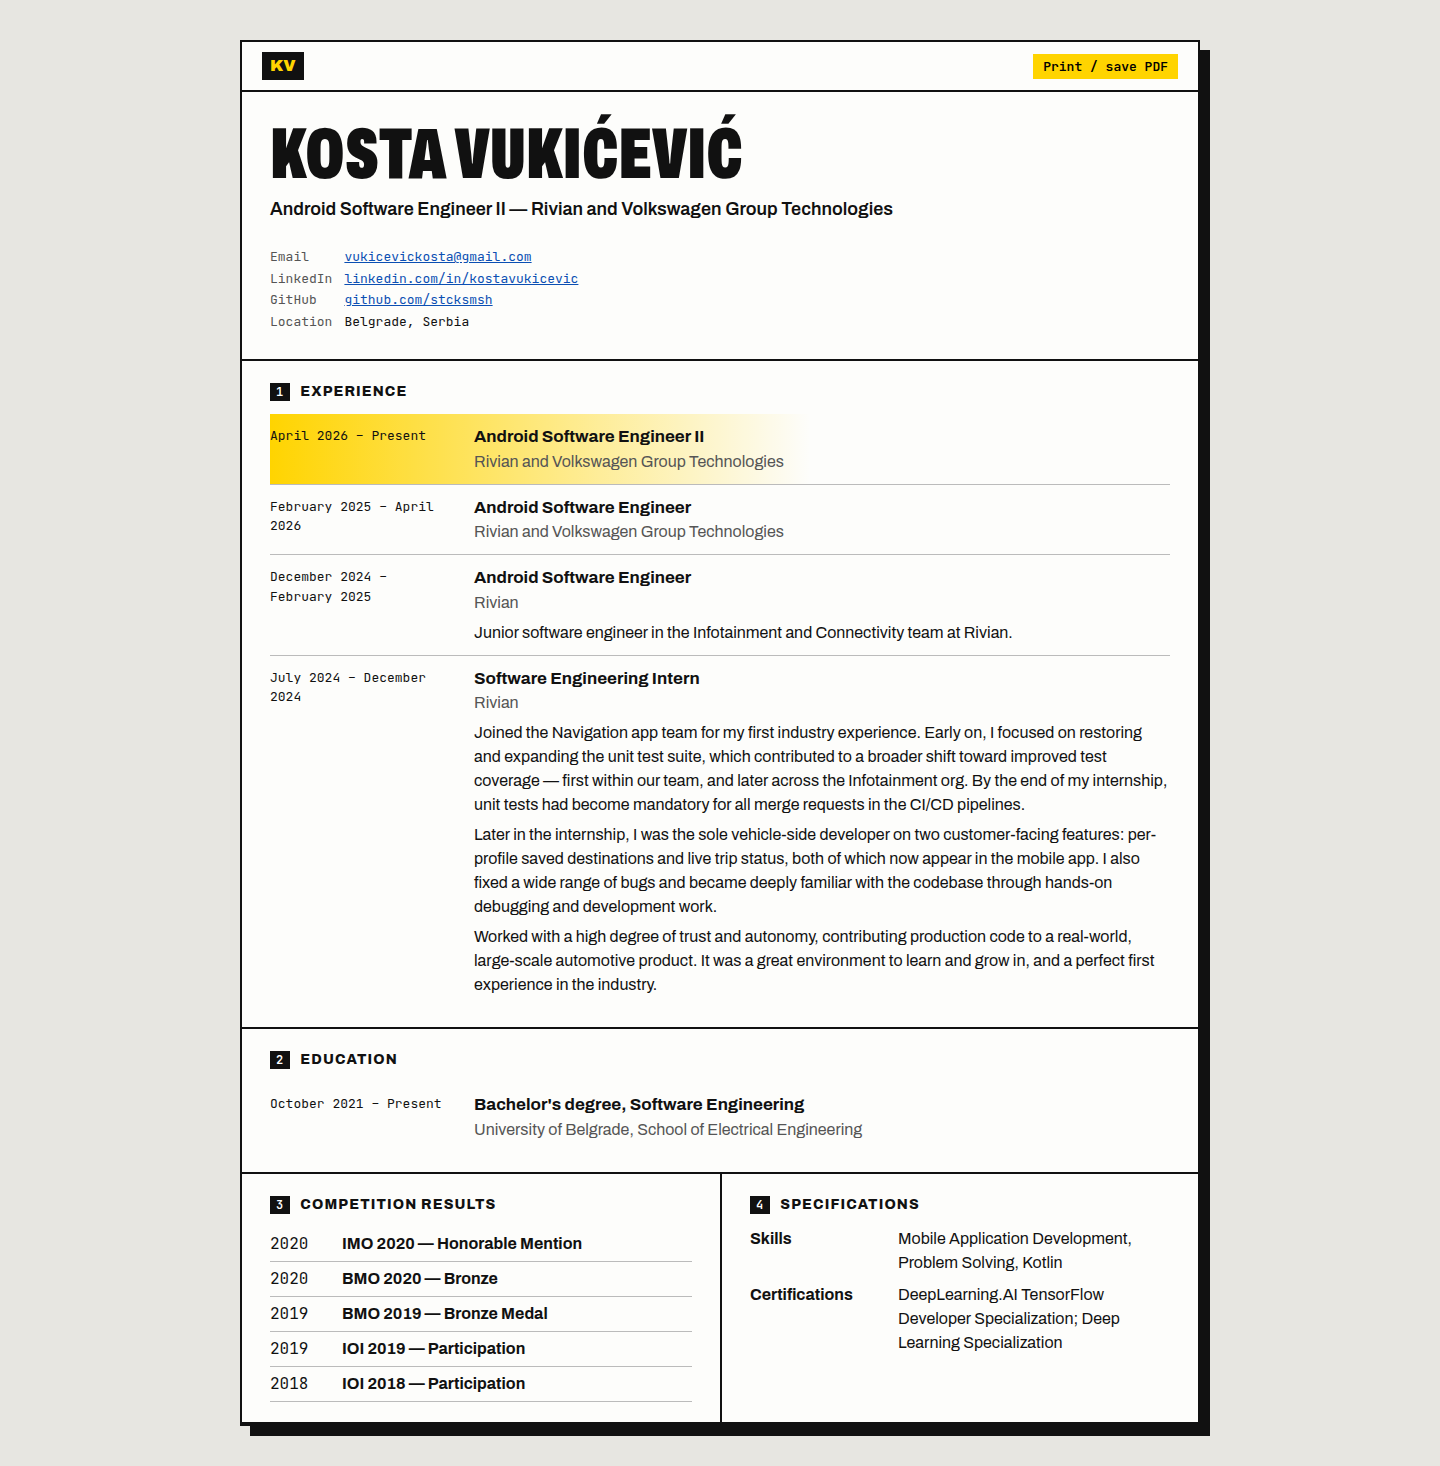 KV
Print / save PDF
KOSTA VUKIĆEVIĆ
Android Software Engineer II — Rivian and Volkswagen Group Technologies
Email vukicevickosta@gmail.com
LinkedIn linkedin.com/in/kostavukicevic
GitHub github.com/stcksmsh
Location Belgrade, Serbia
1 EXPERIENCE
April 2026 – Present
Android Software Engineer II
Rivian and Volkswagen Group Technologies
February 2025 – April
2026
Android Software Engineer
Rivian and Volkswagen Group Technologies
December 2024 –
February 2025
Android Software Engineer
Rivian
Junior software engineer in the Infotainment and Connectivity team at Rivian.
July 2024 – December
2024
Software Engineering Intern
Rivian
Joined the Navigation app team for my first industry experience. Early on, I focused on restoring
and expanding the unit test suite, which contributed to a broader shift toward improved test
coverage — first within our team, and later across the Infotainment org. By the end of my internship,
unit tests had become mandatory for all merge requests in the CI/CD pipelines.
Later in the internship, I was the sole vehicle-side developer on two customer-facing features: per-
profile saved destinations and live trip status, both of which now appear in the mobile app. I also
fixed a wide range of bugs and became deeply familiar with the codebase through hands-on
debugging and development work.
Worked with a high degree of trust and autonomy, contributing production code to a real-world,
large-scale automotive product. It was a great environment to learn and grow in, and a perfect first
experience in the industry.
2 EDUCATION
October 2021 – Present
Bachelor's degree, Software Engineering
University of Belgrade, School of Electrical Engineering
3 COMPETITION RESULTS
2020 IMO 2020 — Honorable Mention
2020 BMO 2020 — Bronze
2019 BMO 2019 — Bronze Medal
2019 IOI 2019 — Participation
2018 IOI 2018 — Participation
4 SPECIFICATIONS
Skills Mobile Application Development,
Problem Solving, Kotlin
Certifications DeepLearning.AI TensorFlow
Developer Specialization; Deep
Learning Specialization